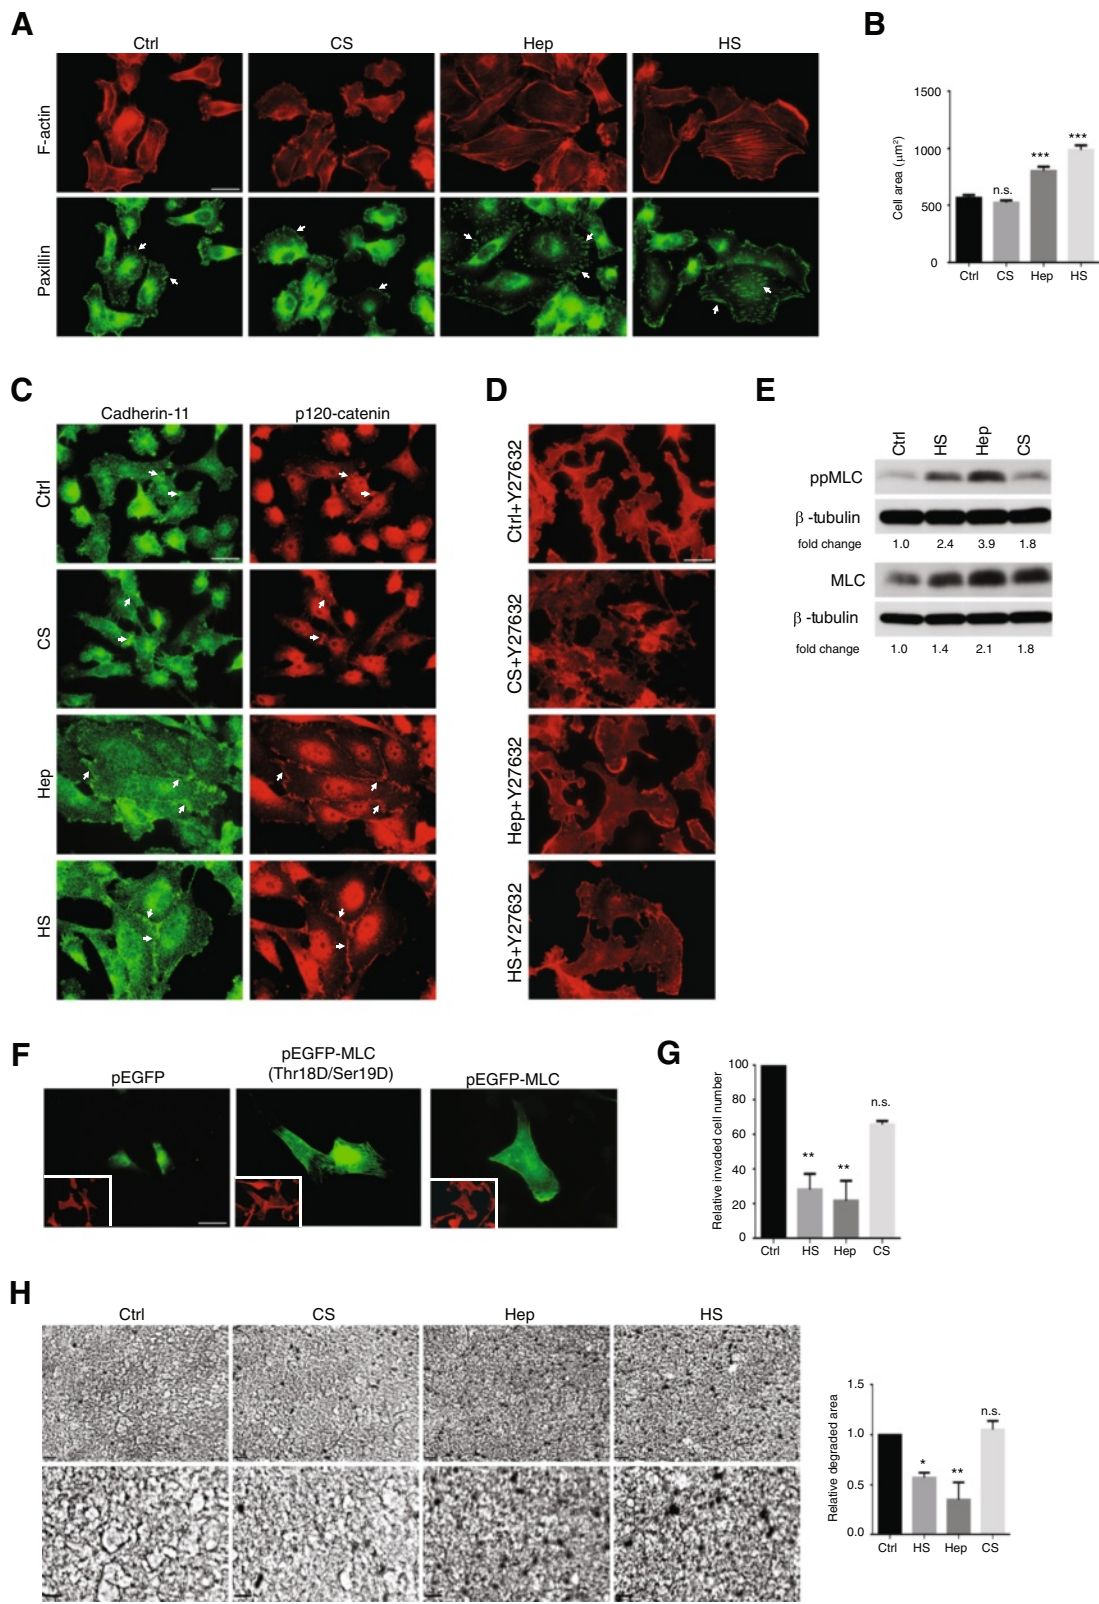 A
Ctrl CS Hep HS
F-actin
Paxillin
B
Cell area (μm²)
1500
1000
500
0
n.s.
***
***
Ctrl CS Hep HS
C
Cadherin-11 p120-catenin
Ctrl
CS
Hep
HS
D
Ctrl+Y27632
CS+Y27632
Hep+Y27632
HS+Y27632
E
Ctrl HS Hep CS
ppMLC
β -tubulin
fold change 1.0 2.4 3.9 1.8
MLC
β -tubulin
fold change 1.0 1.4 2.1 1.8
F
pEGFP
pEGFP-MLC
(Thr18D/Ser19D)
pEGFP-MLC
G
Relative invaded cell number
100
80
60
40
20
0
**
**
n.s.
Ctrl HS Hep CS
H
Ctrl CS Hep HS
Relative degraded area
1.5
1.0
0.5
0.0
*
**
n.s.
Ctrl HS Hep CS